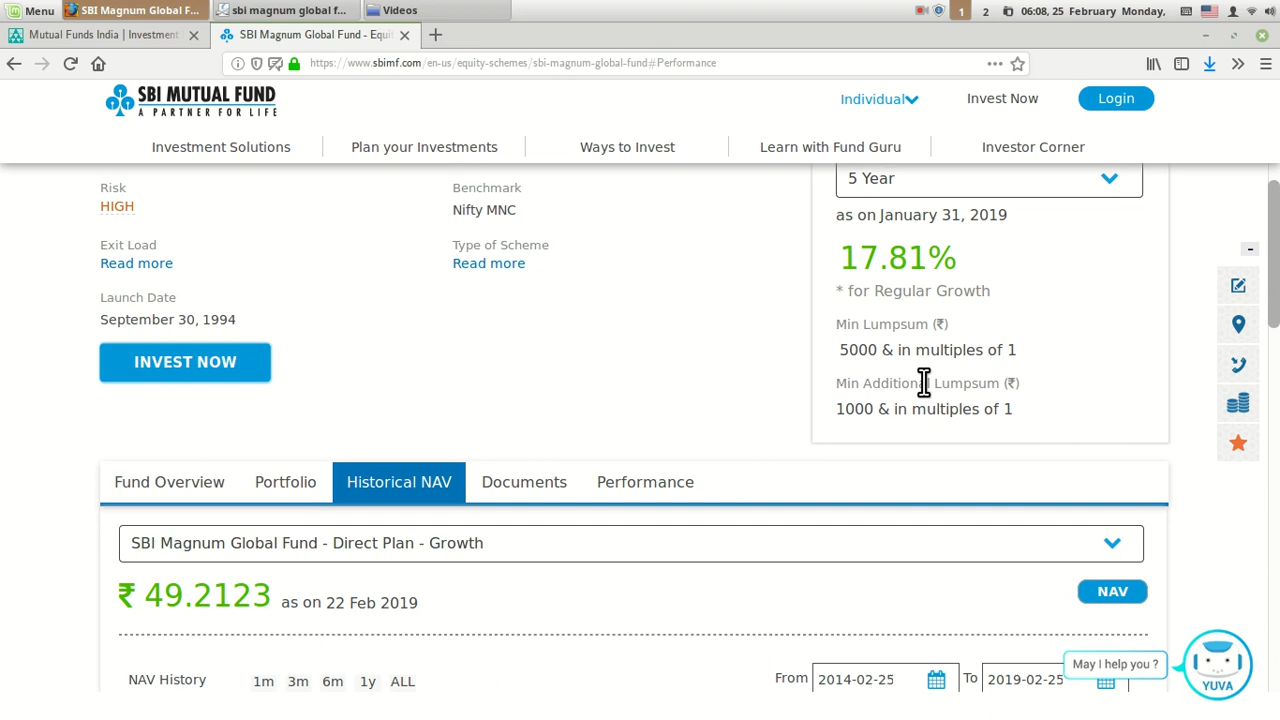 Menu SBI Magnum Global F... sbi magnum global f... Videos 1 2 06:08, 25 February Monday,
Mutual Funds India | Investment SBI Magnum Global Fund - Equi
https://www.sbimf.com/en-us/equity-schemes/sbi-magnum-global-fund#Performance
SBI MUTUAL FUND
A PARTNER FOR LIFE
Individual Invest Now Login
Investment Solutions Plan your Investments Ways to Invest Learn with Fund Guru Investor Corner
Risk
HIGH
Benchmark
Nifty MNC
Exit Load
Read more
Type of Scheme
Read more
Launch Date
September 30, 1994
INVEST NOW
5 Year
as on January 31, 2019
17.81%
* for Regular Growth
Min Lumpsum (₹)
5000 & in multiples of 1
Min Additional Lumpsum (₹)
1000 & in multiples of 1
-
Fund Overview Portfolio Historical NAV Documents Performance
SBI Magnum Global Fund - Direct Plan - Growth
₹ 49.2123 as on 22 Feb 2019 NAV
NAV History 1m 3m 6m 1y ALL From 2014-02-25 To 2019-02-25
May I help you ?
YUVA